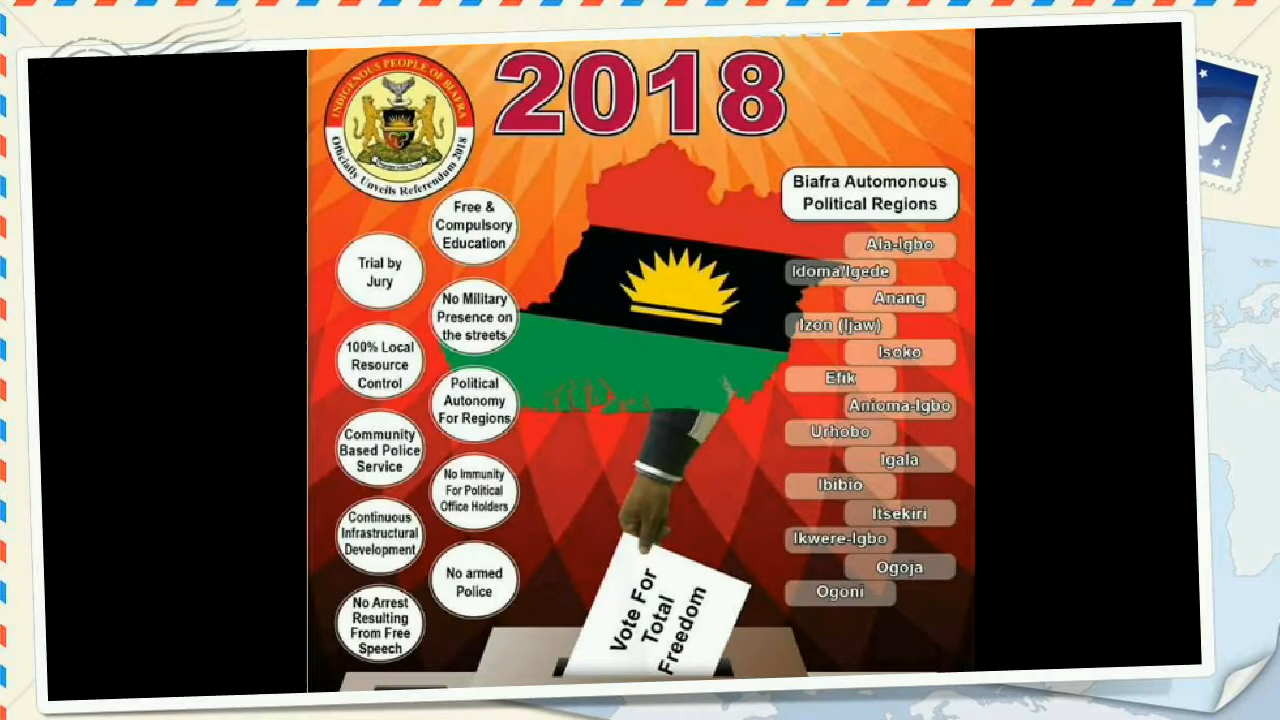 2018
INDIGENOUS PEOPLE OF BIAFRA
Officially Unveils Referendum 2018
Free &
Compulsory
Education
Trial by
Jury
No Military
Presence on
the streets
100% Local
Resource
Control
Political
Autonomy
For Regions
Community
Based Police
Service
No Immunity
For Political
Office Holders
Continuous
Infrastructural
Development
No armed
Police
No Arrest
Resulting
From Free
Speech
Biafra Automonous
Political Regions
Ala-Igbo
Idoma/Igede
Anang
Izon (Ijaw)
Isoko
Efik
Anioma-Igbo
Urhobo
Igala
Ibibio
Itsekiri
Ikwere-Igbo
Ogoja
Ogoni
Vote For
Total
Freedom